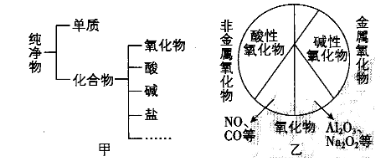 纯净物
单质
化合物
氧化物
酸
碱
盐
……
甲
非金属氧化物
酸性
氧化物
碱性
氧化物
金属氧化物
NO、
CO等
氧化物
Al₂O₃、
Na₂O₂等
乙